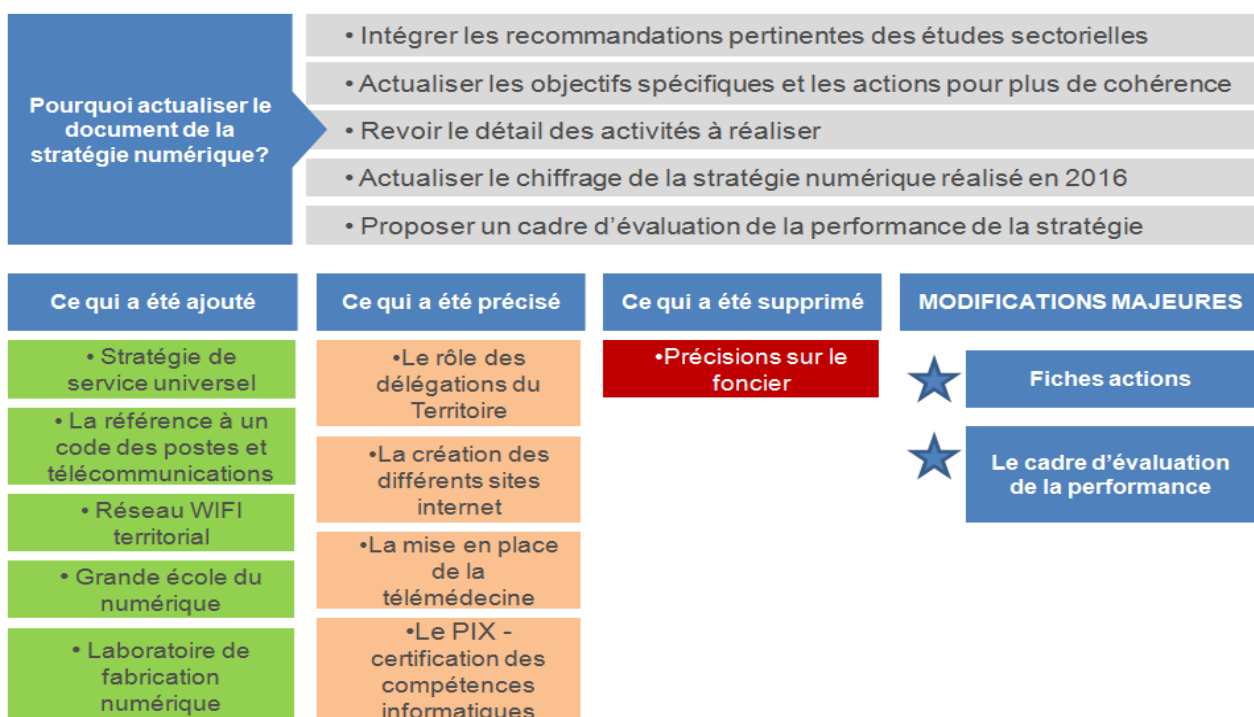 Pourquoi actualiser le
document de la
stratégie numérique?
• Intégrer les recommandations pertinentes des études sectorielles
• Actualiser les objectifs spécifiques et les actions pour plus de cohérence
• Revoir le détail des activités à réaliser
• Actualiser le chiffrage de la stratégie numérique réalisé en 2016
• Proposer un cadre d'évaluation de la performance de la stratégie
Ce qui a été ajouté
• Stratégie de
service universel
• La référence à un
code des postes et
télécommunications
• Réseau WIFI
territorial
• Grande école du
numérique
• Laboratoire de
fabrication
numérique
Ce qui a été précisé
•Le rôle des
délégations du
Territoire
•La création des
différents sites
internet
•La mise en place
de la
télémédecine
•Le PIX -
certification des
compétences
informatiques
Ce qui a été supprimé
•Précisions sur le
foncier
MODIFICATIONS MAJEURES
Fiches actions
Le cadre d'évaluation
de la performance